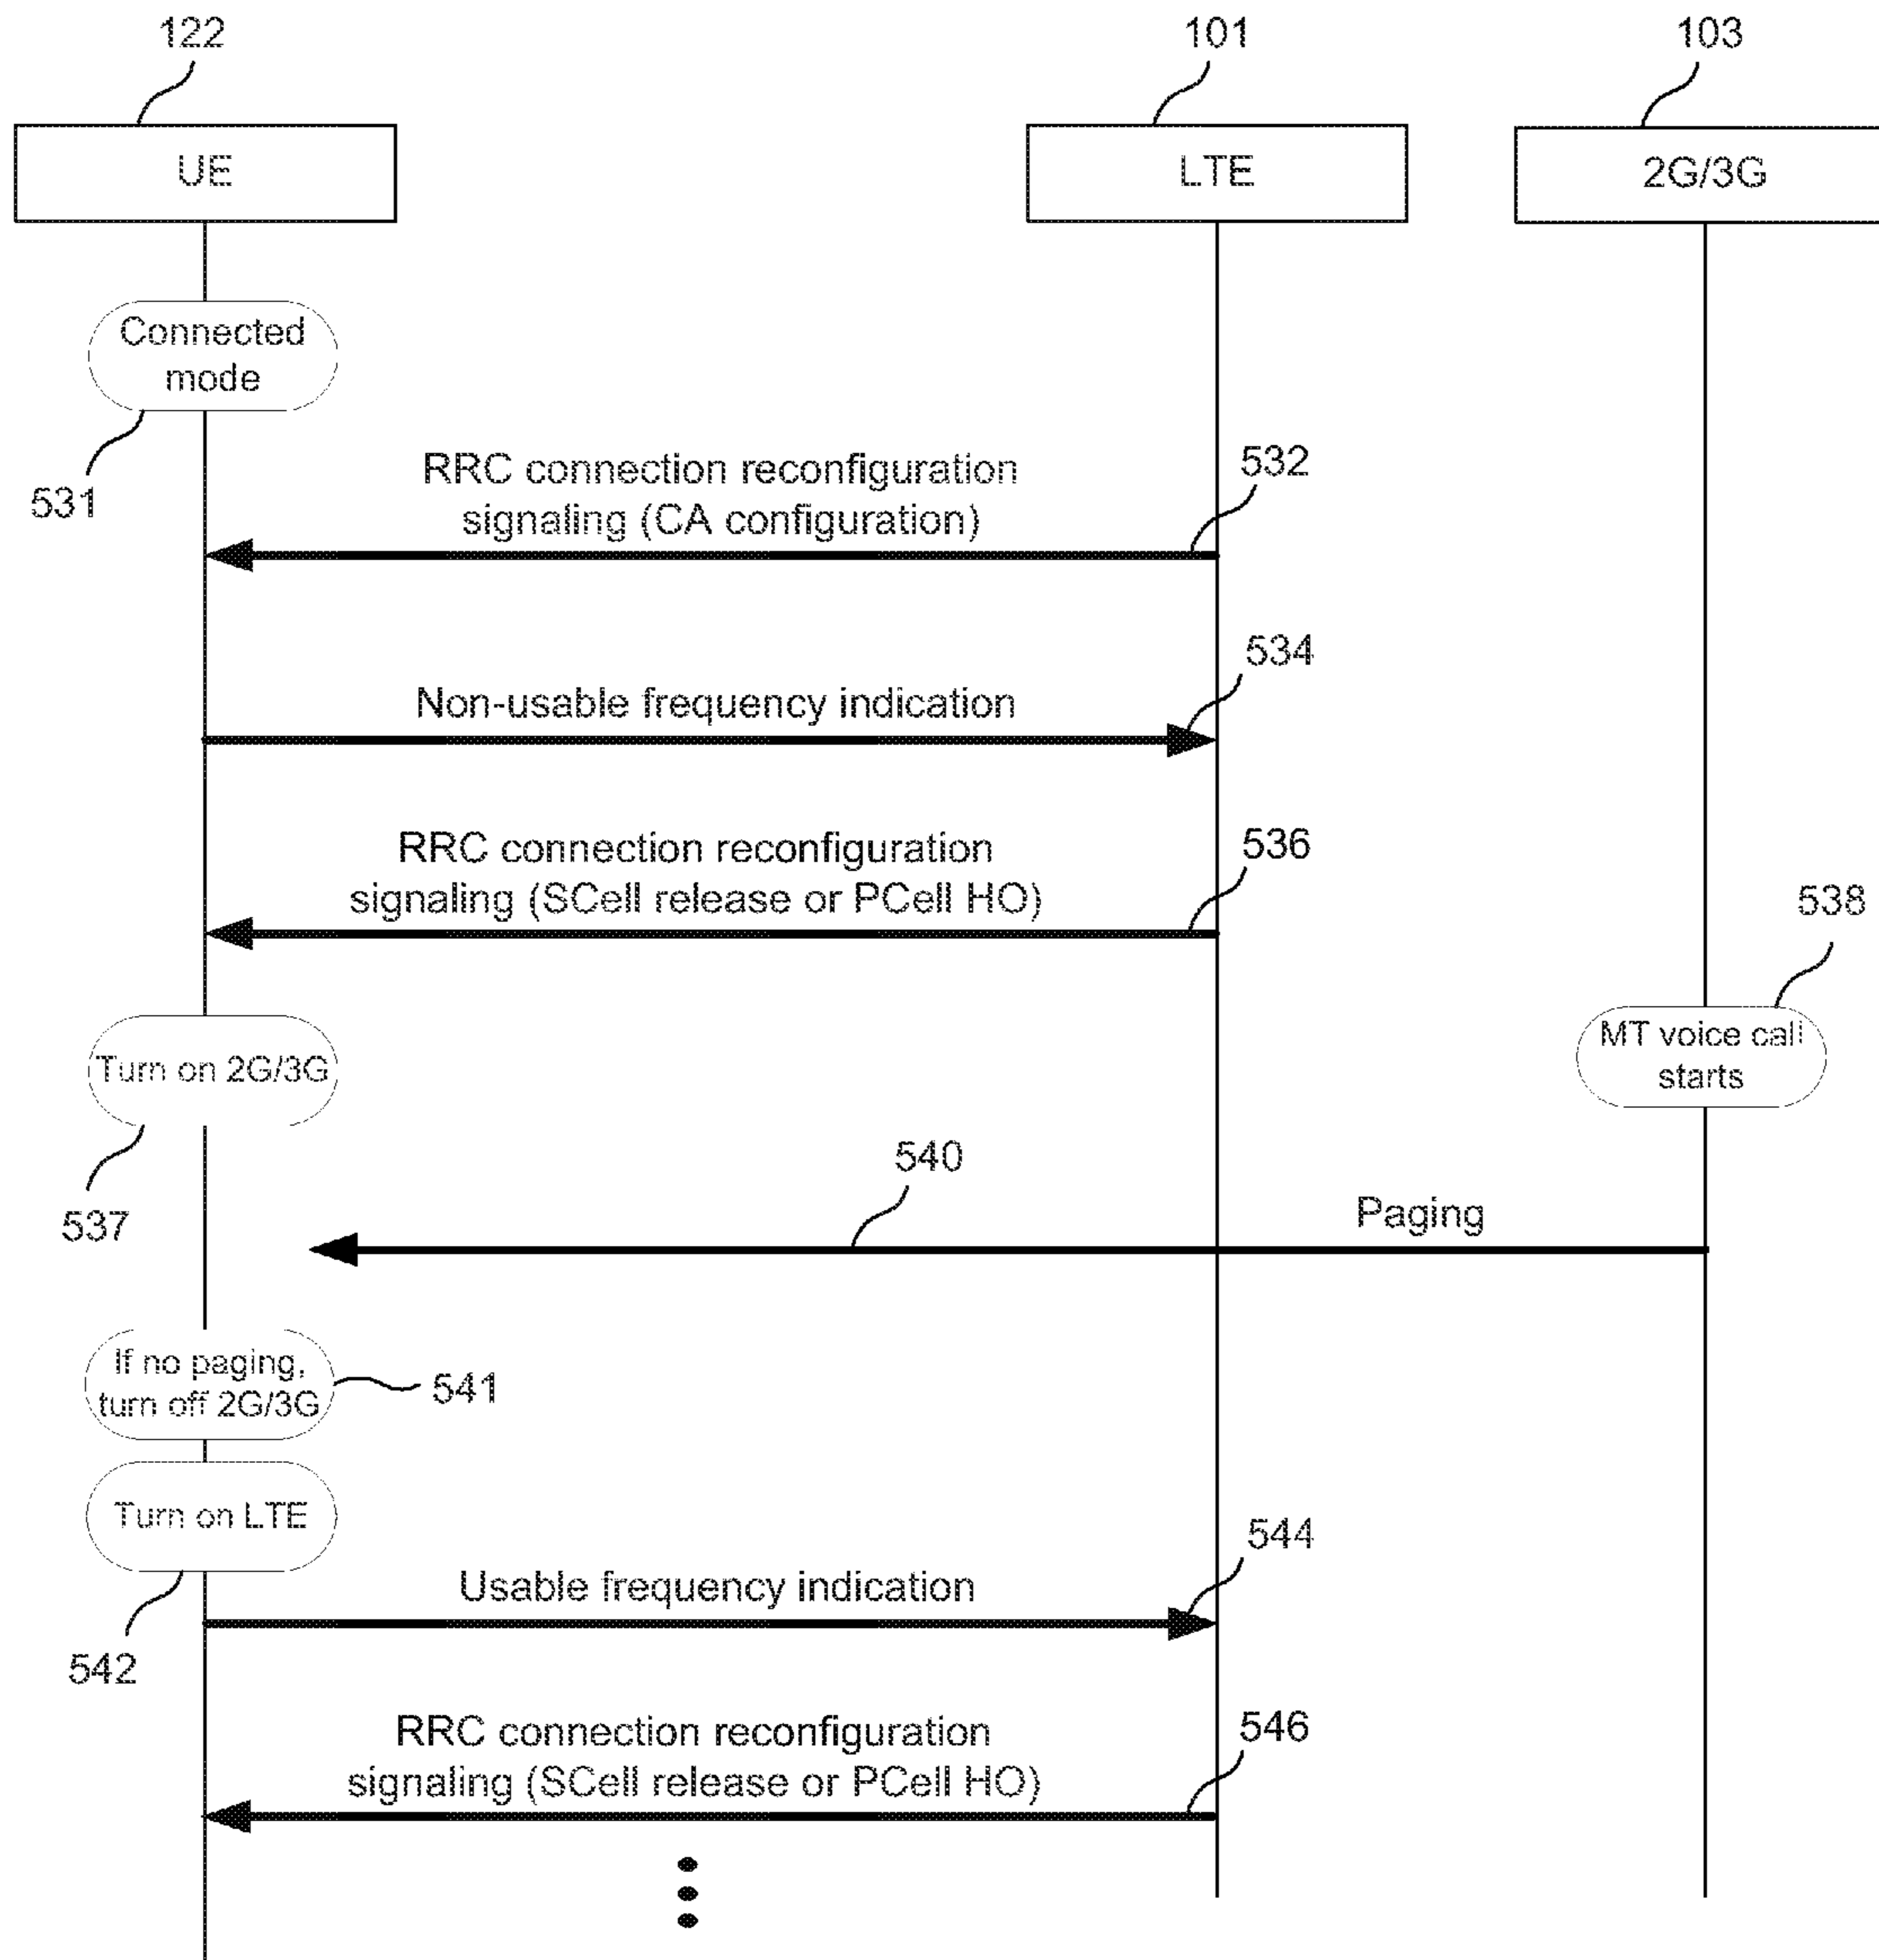 122
101
103
UE
LTE
2G/3G
Connected
mode
531
RRC connection reconfiguration
signaling (CA configuration)
532
Non-usable frequency indication
534
RRC connection reconfiguration
signaling (SCell release or PCell HO)
536
538
Turn on 2G/3G
MT voice call
starts
537
540
Paging
If no paging,
turn off 2G/3G
541
Turn on LTE
542
Usable frequency indication
544
RRC connection reconfiguration
signaling (SCell release or PCell HO)
546